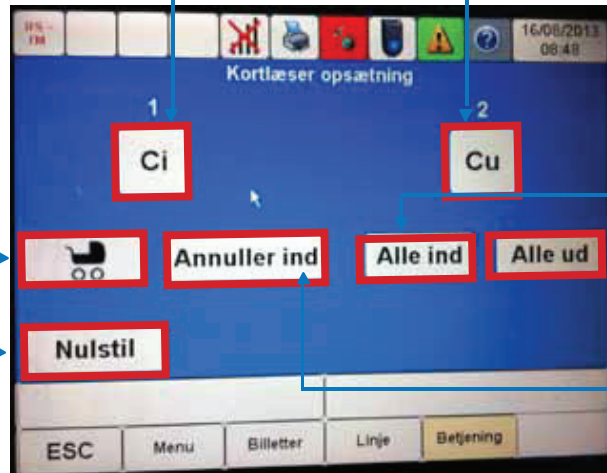 16/08/2013
08:48
Kortlæser opsætning
1
2
Ci
Cu
Annuller ind
Alle ind
Alle ud
Nulstil
ESC
Menu
Billetter
Linje
Betjening